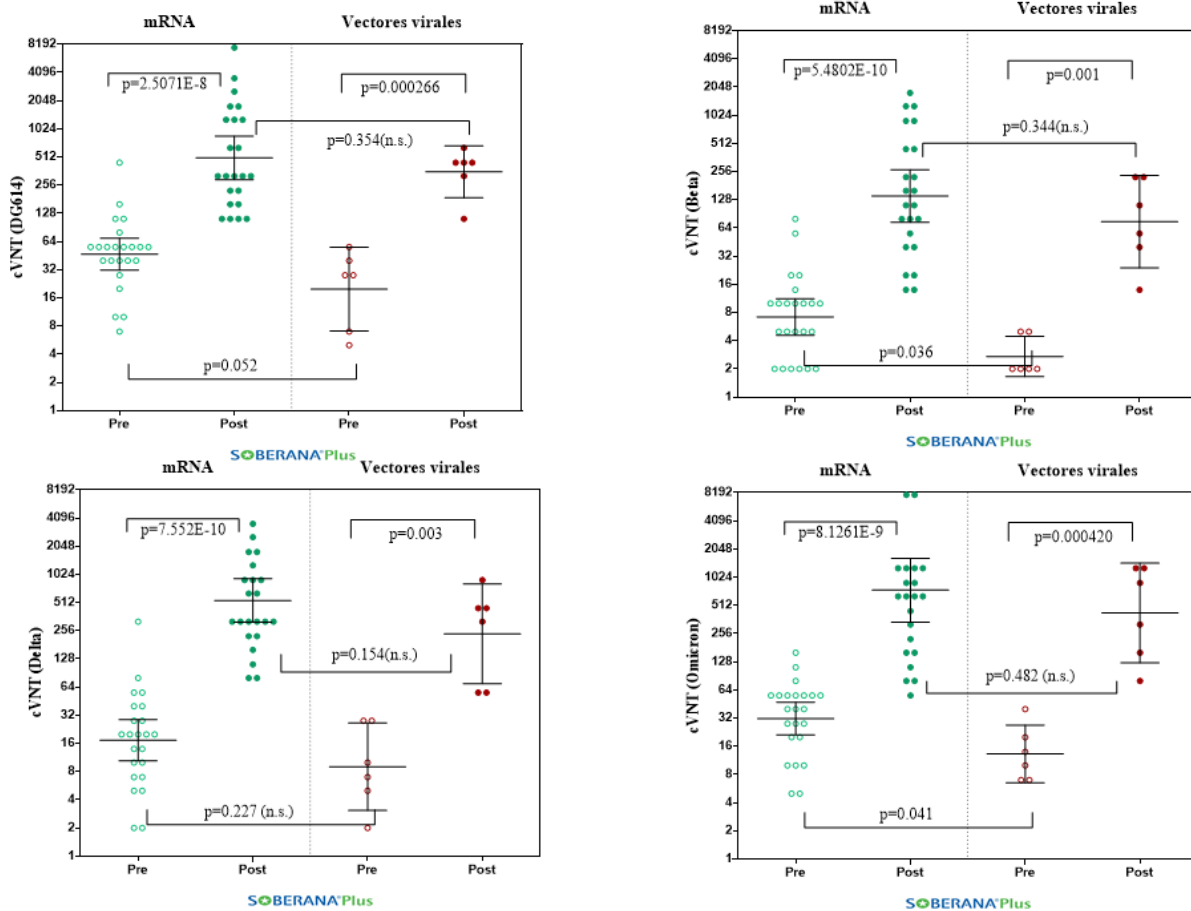 mRNA Vectores virales
8192
4096
2048
1024
512
256
128
64
32
16
8
4
2
1
cVNT (DG614)
p=2.5071E-8
p=0.000266
p=0.354(n.s.)
p=0.052
Pre Post Pre Post
SOBERANA Plus
mRNA Vectores virales
8192
4096
2048
1024
512
256
128
64
32
16
8
4
2
1
cVNT (Beta)
p=5.4802E-10
p=0.001
p=0.344(n.s.)
p=0.036
Pre Post Pre Post
SOBERANA Plus
mRNA Vectores virales
8192
4096
2048
1024
512
256
128
64
32
16
8
4
2
1
cVNT (Delta)
p=7.552E-10
p=0.003
p=0.154(n.s.)
p=0.227 (n.s.)
Pre Post Pre Post
SOBERANA Plus
mRNA Vectores virales
8192
4096
2048
1024
512
256
128
64
32
16
8
4
2
1
cVNT (Omicron)
p=8.1261E-9
p=0.000420
p=0.482 (n.s.)
p=0.041
Pre Post Pre Post
SOBERANA Plus